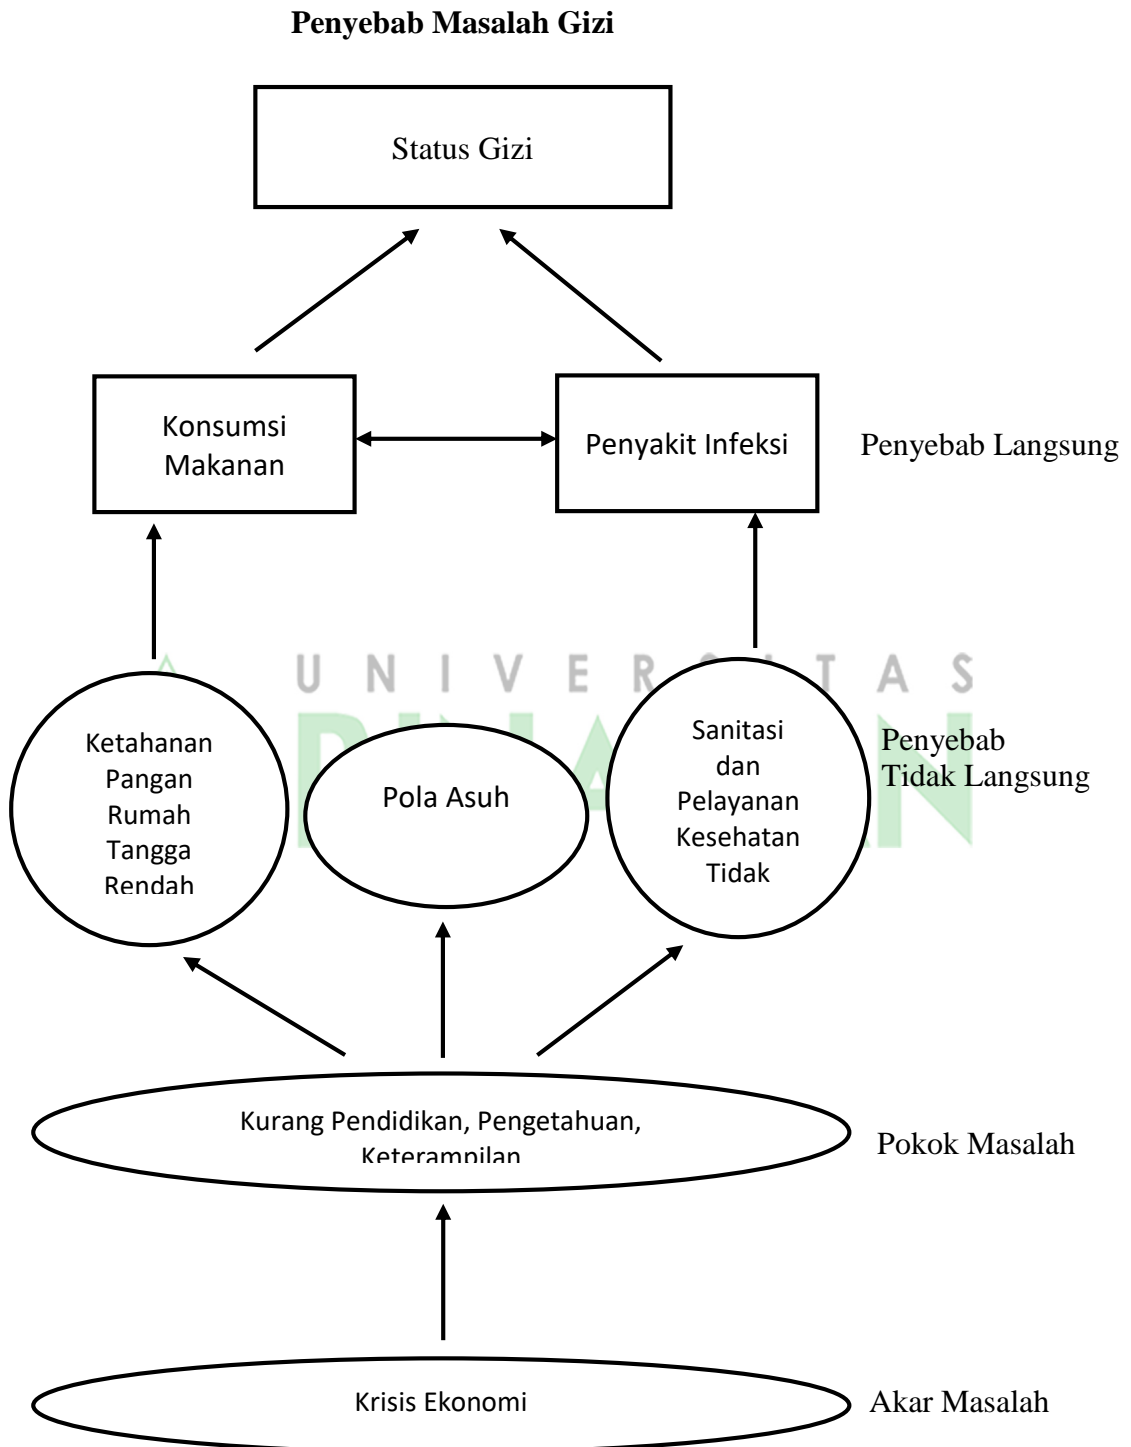 Penyebab Masalah Gizi
Status Gizi
Konsumsi
Makanan
Penyakit Infeksi
Penyebab Langsung
UNIVERSITAS
Ketahanan
Pangan
Rumah
Tangga
Rendah
Pola Asuh
Sanitasi
dan
Pelayanan
Kesehatan
Tidak
Penyebab
Tidak Langsung
Kurang Pendidikan, Pengetahuan,
Keterampilan
Pokok Masalah
Krisis Ekonomi
Akar Masalah